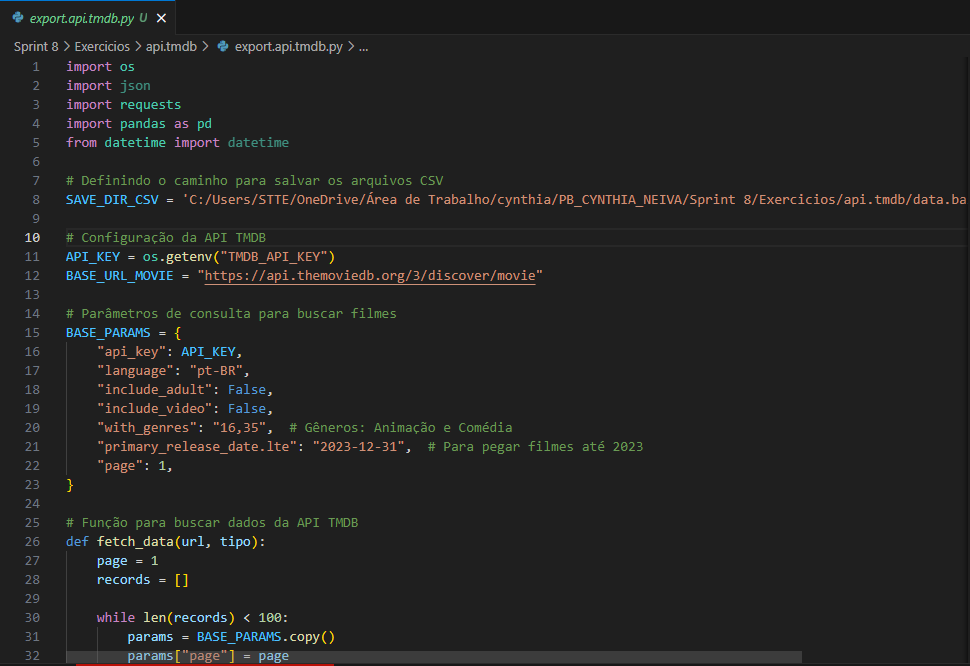 export.api.tmdb.py U
Sprint 8 > Exercicios > api.tmdb > export.api.tmdb.py > ...
1 import os
2 import json
3 import requests
4 import pandas as pd
5 from datetime import datetime
6
7 # Definindo o caminho para salvar os arquivos CSV
8 SAVE_DIR_CSV = 'C:/Users/STTE/OneDrive/Área de Trabalho/cynthia/PB_CYNTHIA_NEIVA/Sprint 8/Exercicios/api.tmdb/data.ba
9
10 # Configuração da API TMDB
11 API_KEY = os.getenv("TMDB_API_KEY")
12 BASE_URL_MOVIE = "https://api.themoviedb.org/3/discover/movie"
13
14 # Parâmetros de consulta para buscar filmes
15 BASE_PARAMS = {
16 "api_key": API_KEY,
17 "language": "pt-BR",
18 "include_adult": False,
19 "include_video": False,
20 "with_genres": "16,35", # Gêneros: Animação e Comédia
21 "primary_release_date.lte": "2023-12-31", # Para pegar filmes até 2023
22 "page": 1,
23 }
24
25 # Função para buscar dados da API TMDB
26 def fetch_data(url, tipo):
27 page = 1
28 records = []
29
30 while len(records) < 100:
31 params = BASE_PARAMS.copy()
32 params["page"] = page